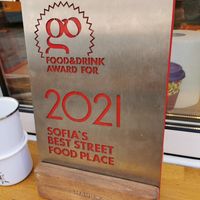 go
FOOD&DRINK
AWARD FOR
2021
SOFIA'S
BEST STREET
FOOD PLACE